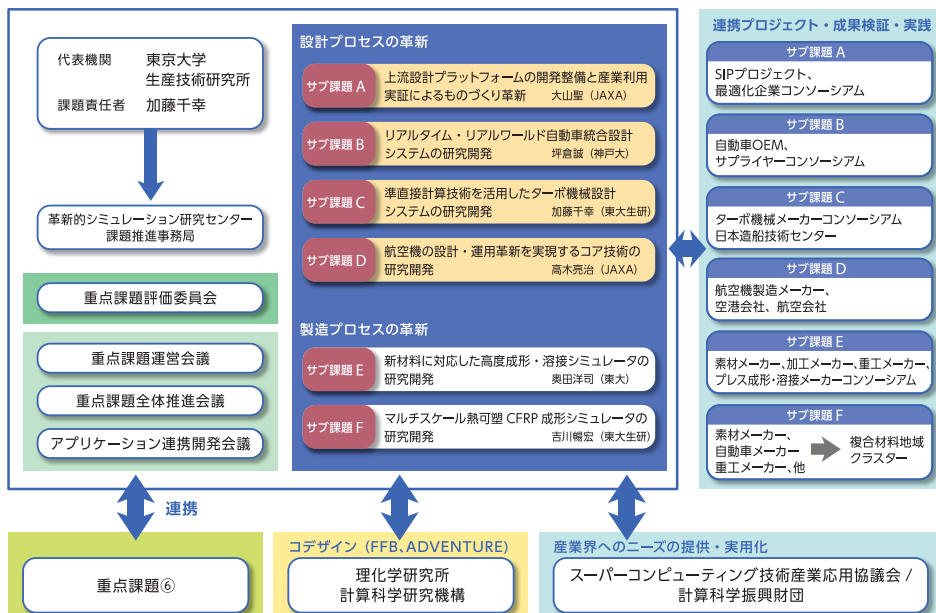 代表機関 東京大学
生産技術研究所
課題責任者 加藤千幸
革新的シミュレーション研究センター
課題推進事務局
重点課題評価委員会
重点課題運営会議
重点課題全体推進会議
アプリケーション連携開発会議
設計プロセスの革新
サブ課題 A
上流設計プラットフォームの開発整備と産業利用
実証によるものづくり革新 大山聖（JAXA）
サブ課題 B
リアルタイム・リアルワールド自動車統合設計
システムの研究開発 坪倉誠（神戸大）
サブ課題 C
準直接計算技術を活用したターボ機械設計
システムの研究開発 加藤千幸（東大生研）
サブ課題 D
航空機の設計・運用革新を実現するコア技術の
研究開発 高木亮治（JAXA）
製造プロセスの革新
サブ課題 E
新材料に対応した高度成形・溶接シミュレータの
研究開発 奥田洋司（東大）
サブ課題 F
マルチスケール熱可塑 CFRP 成形シミュレータの
研究開発 吉川暢宏（東大生研）
連携プロジェクト・成果検証・実践
サブ課題 A
SIPプロジェクト、
最適化企業コンソーシアム
サブ課題 B
自動車OEM、
サプライヤーコンソーシアム
サブ課題 C
ターボ機械メーカーコンソーシアム
日本造船技術センター
サブ課題 D
航空機製造メーカー、
空港会社、航空会社
サブ課題 E
素材メーカー、加工メーカー、重工メーカー、
プレス成形・溶接メーカーコンソーシアム
サブ課題 F
素材メーカー、
自動車メーカー
重工メーカー、他
複合材料地域
クラスター
連携
重点課題⑥
コデザイン（FFB、ADVENTURE）
理化学研究所
計算科学研究機構
産業界へのニーズの提供・実用化
スーパーコンピューティング技術産業応用協議会 /
計算科学振興財団